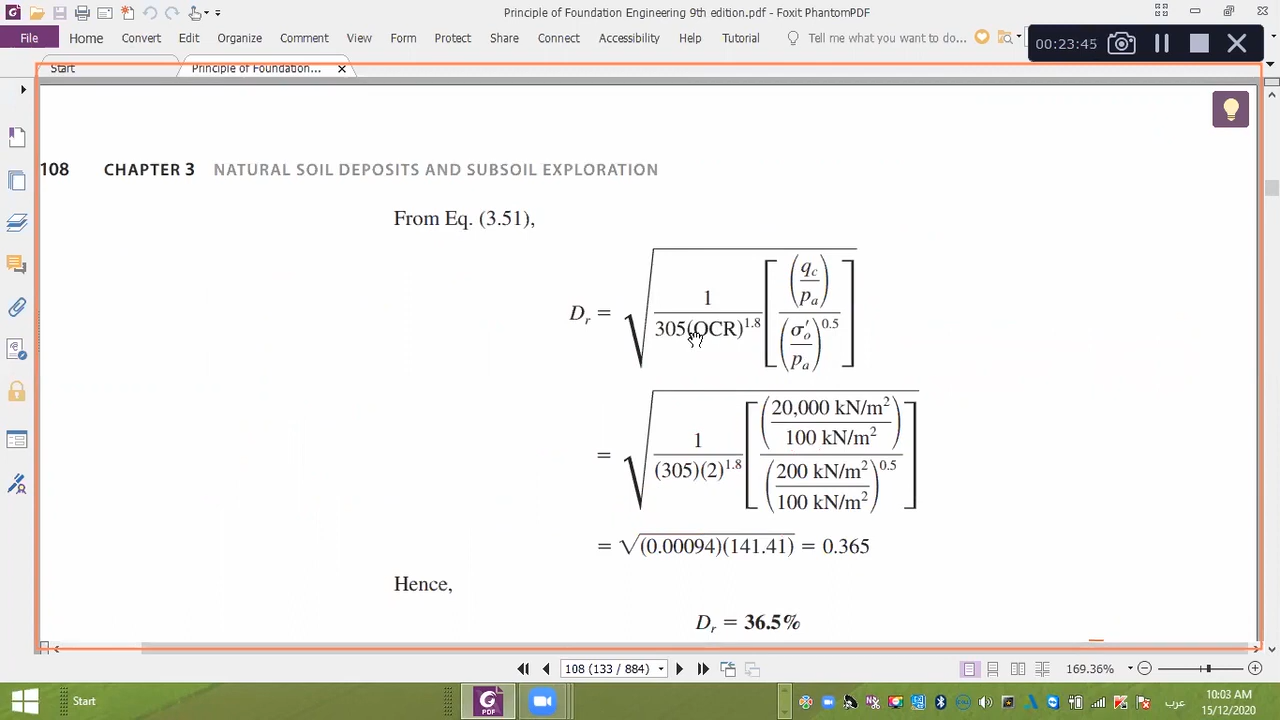 Principle of Foundation Engineering 9th edition.pdf - Foxit PhantomPDF
File Home Convert Edit Organize Comment View Form Protect Share Connect Accessibility Help Tutorial Tell me what you want to do...
00:23:45
Start Principle of Foundation...
108 CHAPTER 3 NATURAL SOIL DEPOSITS AND SUBSOIL EXPLORATION
From Eq. (3.51),
D_r = √( 1 / 305(OCR)^1.8 [ (q_c / p_a) / (σ'_o / p_a)^0.5 ] )
= √( 1 / (305)(2)^1.8 [ (20,000 kN/m² / 100 kN/m²) / (200 kN/m² / 100 kN/m²)^0.5 ] )
= √(0.00094)(141.41) = 0.365
Hence,
D_r = 36.5%
108 (133 / 884) 169.36%
PDF
Start
عرب
10:03 AM
15/12/2020